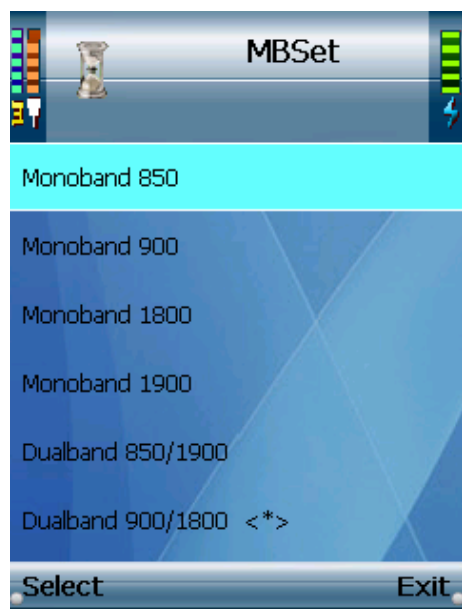 MBSet
Monoband 850
Monoband 900
Monoband 1800
Monoband 1900
Dualband 850/1900
Dualband 900/1800 <*>
Select Exit